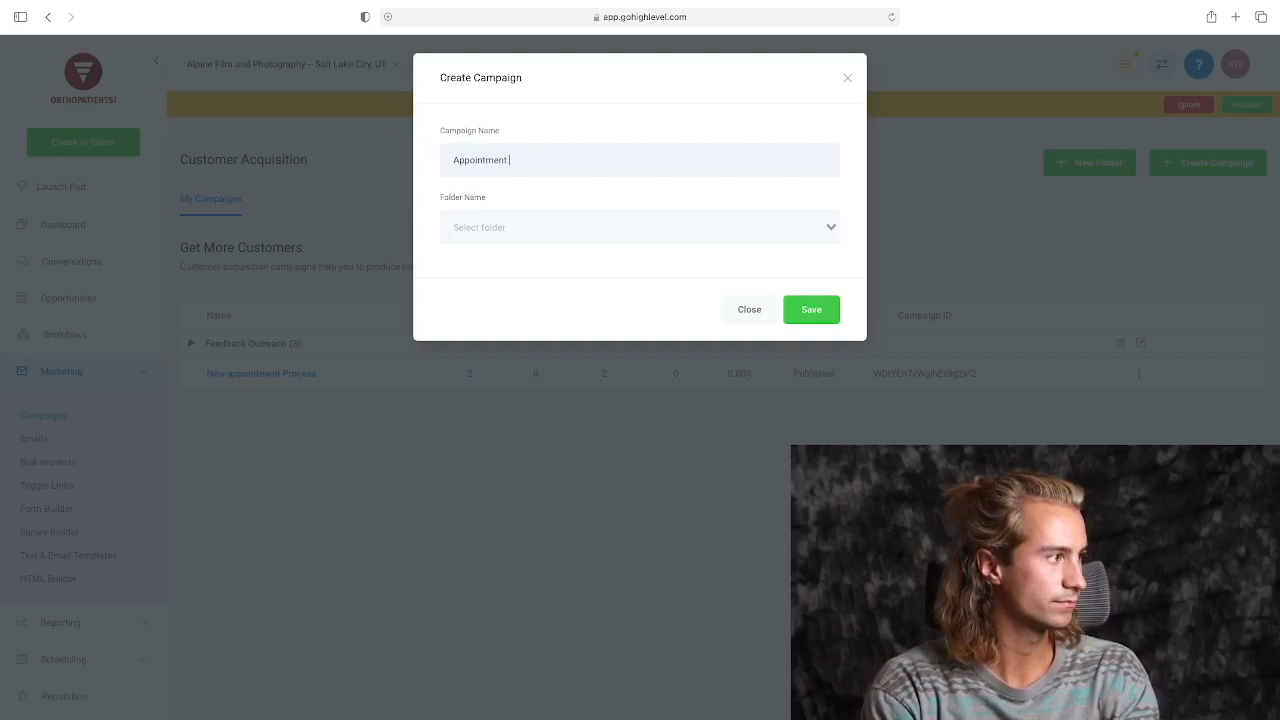 app.gohighlevel.com
ORTHOPATIENTSI
Alpine Film and Photography – Salt Lake City, UT
?
KW
Ignore
Check In Client
Launch Pad
Dashboard
Conversations
Opportunities
Workflows
Marketing
Campaigns
Emails
Bulk requests
Trigger Links
Form Builder
Survey Builder
Text & Email Templates
HTML Builder
Reporting
Scheduling
Reputation
Customer Acquisition
New Folder
Create Campaign
My Campaigns
Get More Customers
Customer acquisition campaigns help you to produce
Name
Campaign ID
Feedback Outreach (3)
New appointment Process 2 0 2 0 0.00% Published
Create Campaign
Campaign Name
Appointment
Folder Name
Select folder
Close
Save